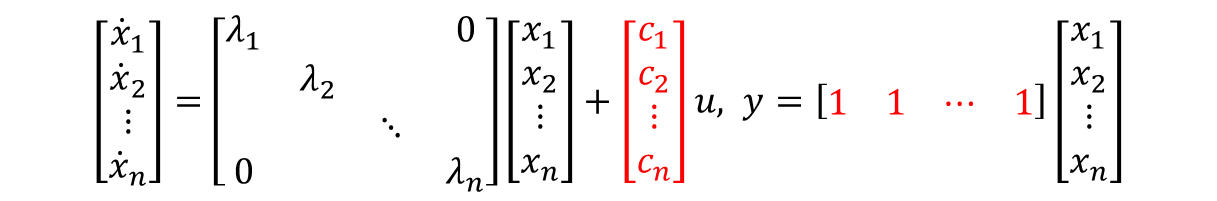 [ẋ₁ ẋ₂ ⋮ ẋₙ] = [λ₁ 0 λ₂ ⋱ 0 λₙ] [x₁ x₂ ⋮ xₙ] + [c₁ c₂ ⋮ cₙ] u, y = [1 1 ⋯ 1] [x₁ x₂ ⋮ xₙ]